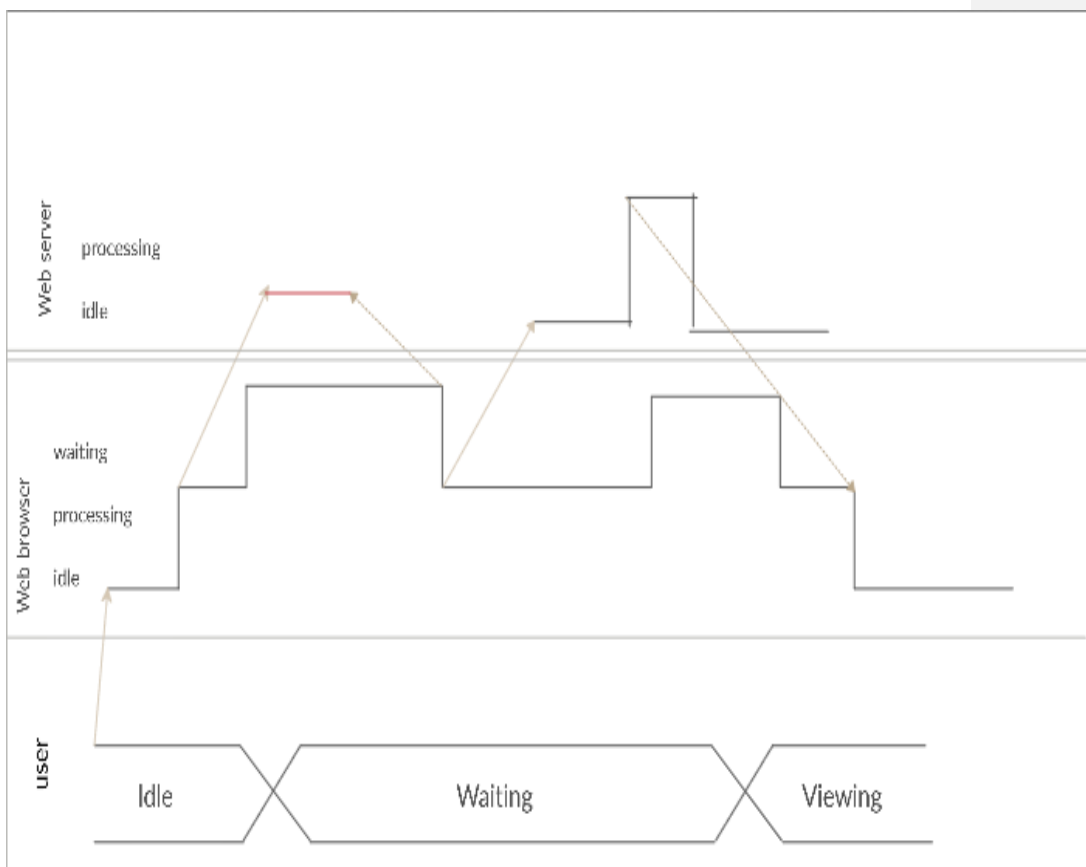 Web server
processing
idle
Web browser
waiting
processing
idle
user
Idle
Waiting
Viewing